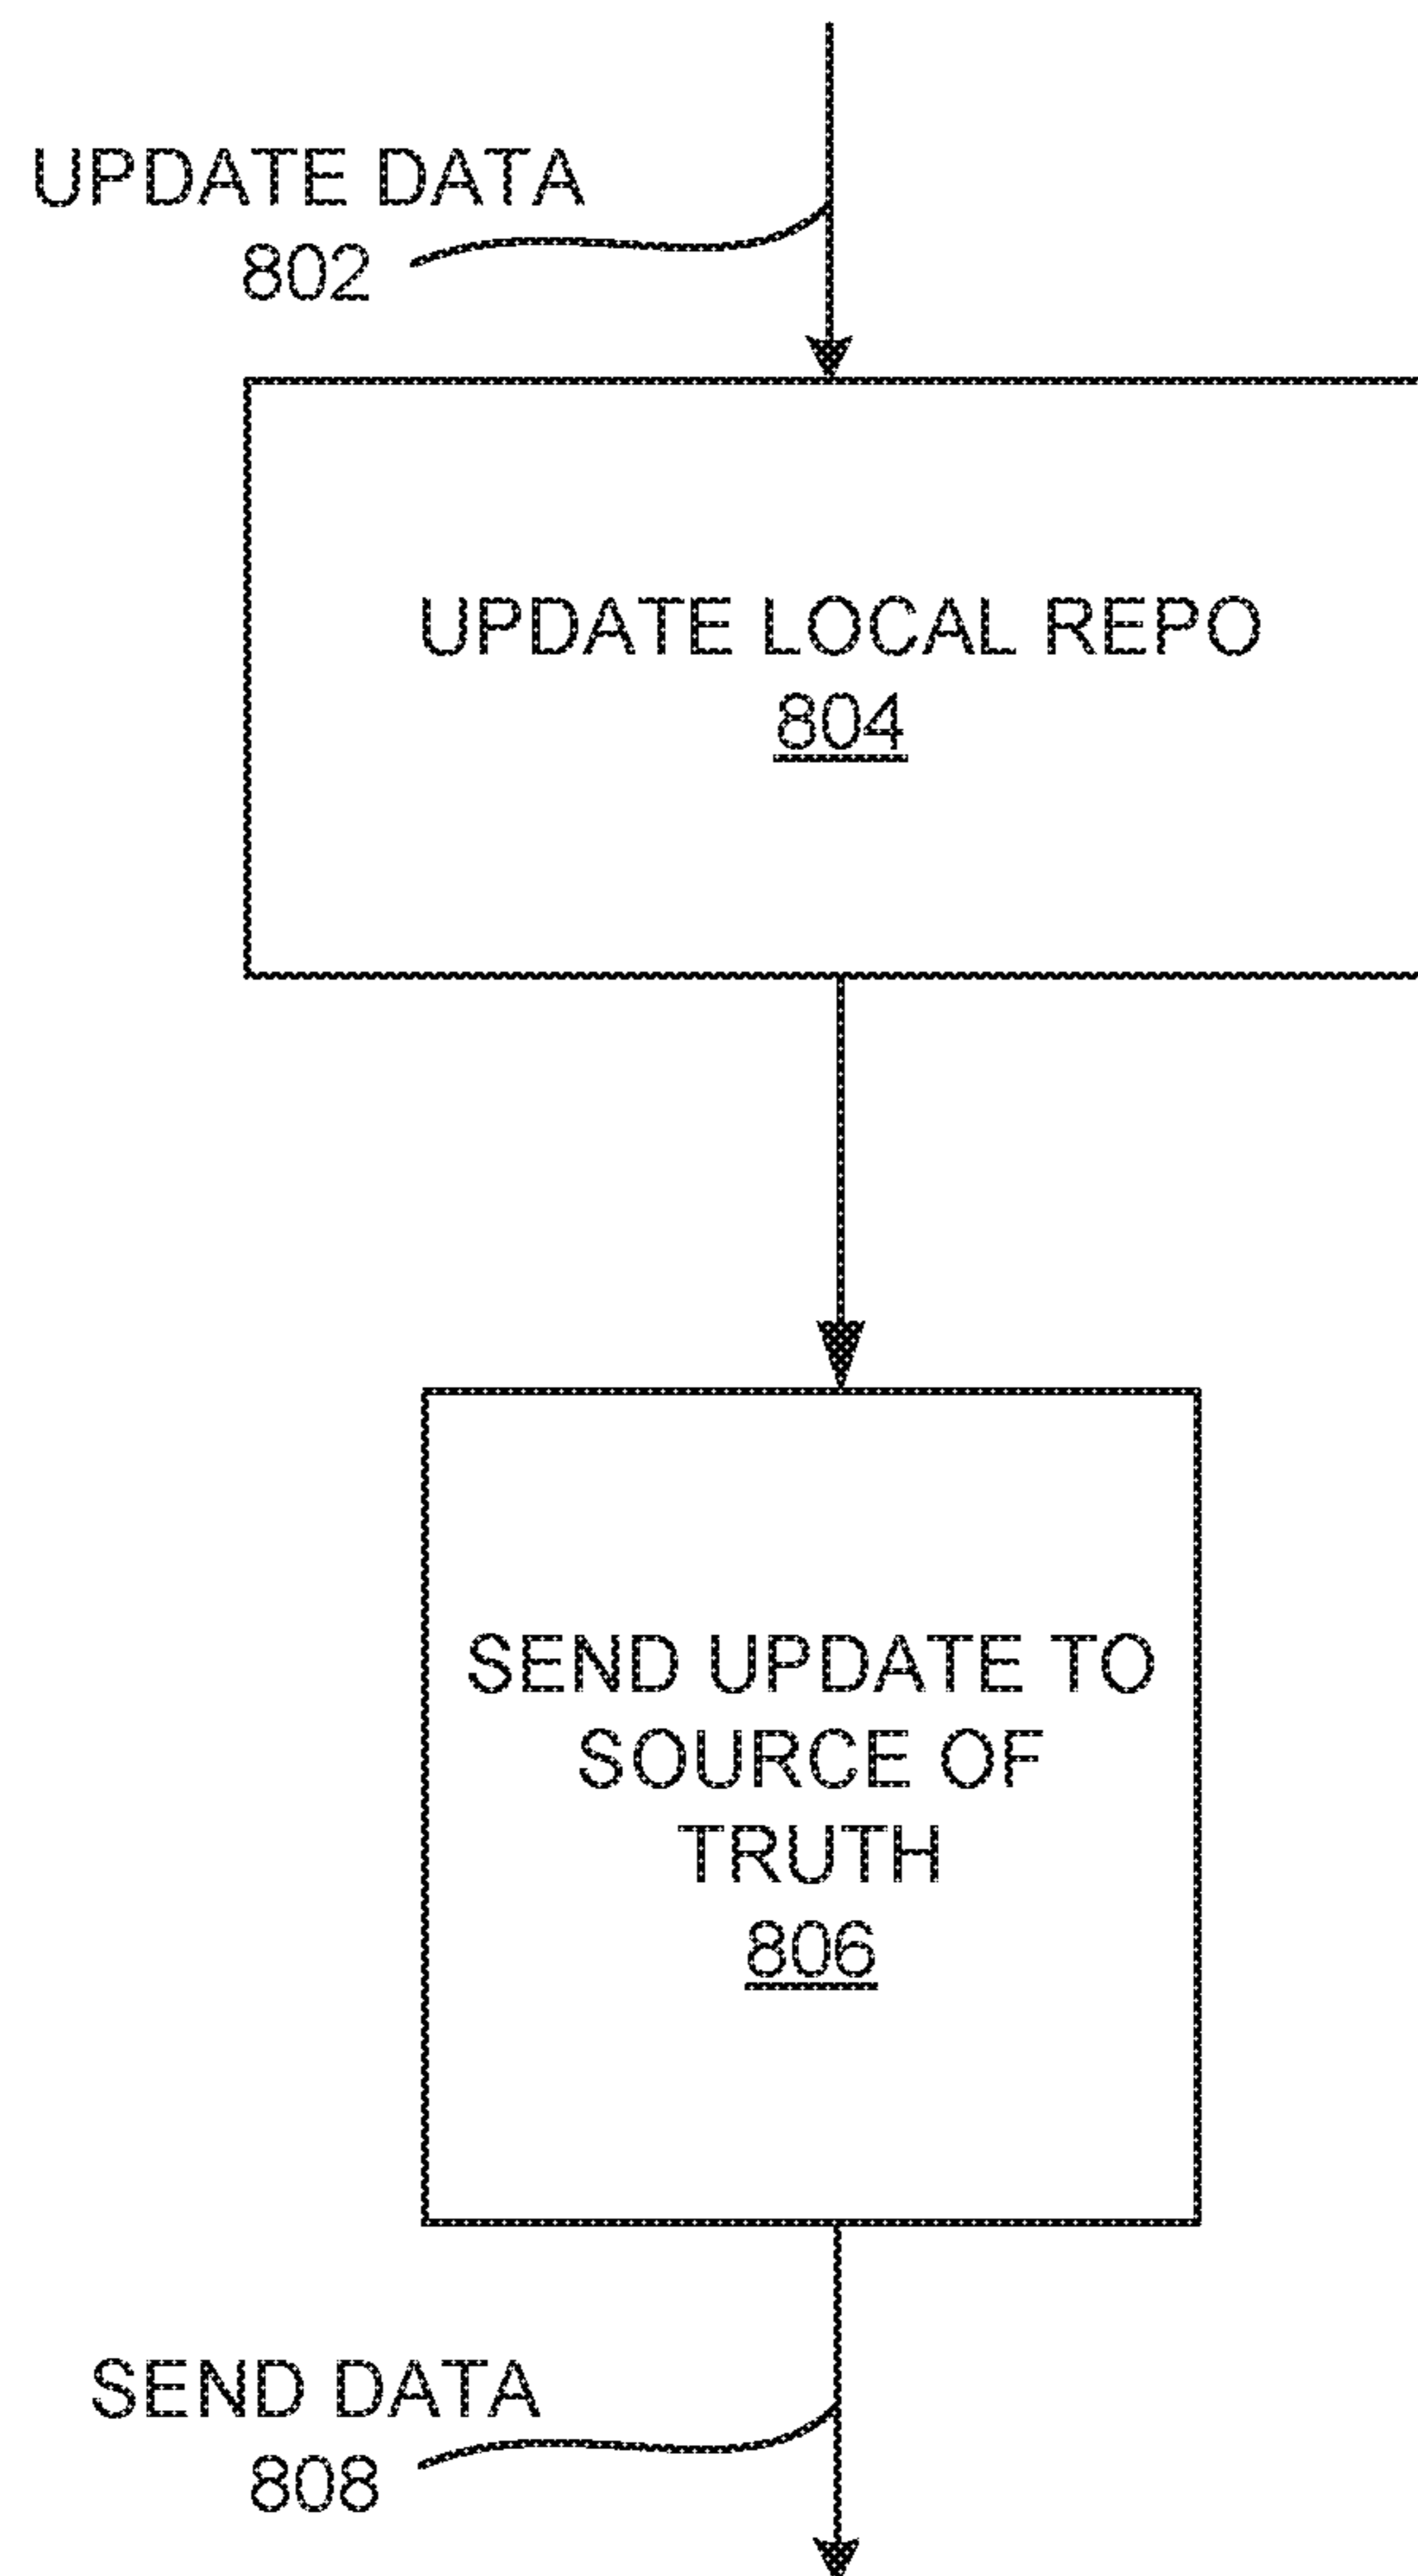 UPDATE DATA
802
UPDATE LOCAL REPO
804
SEND UPDATE TO
SOURCE OF
TRUTH
806
SEND DATA
808